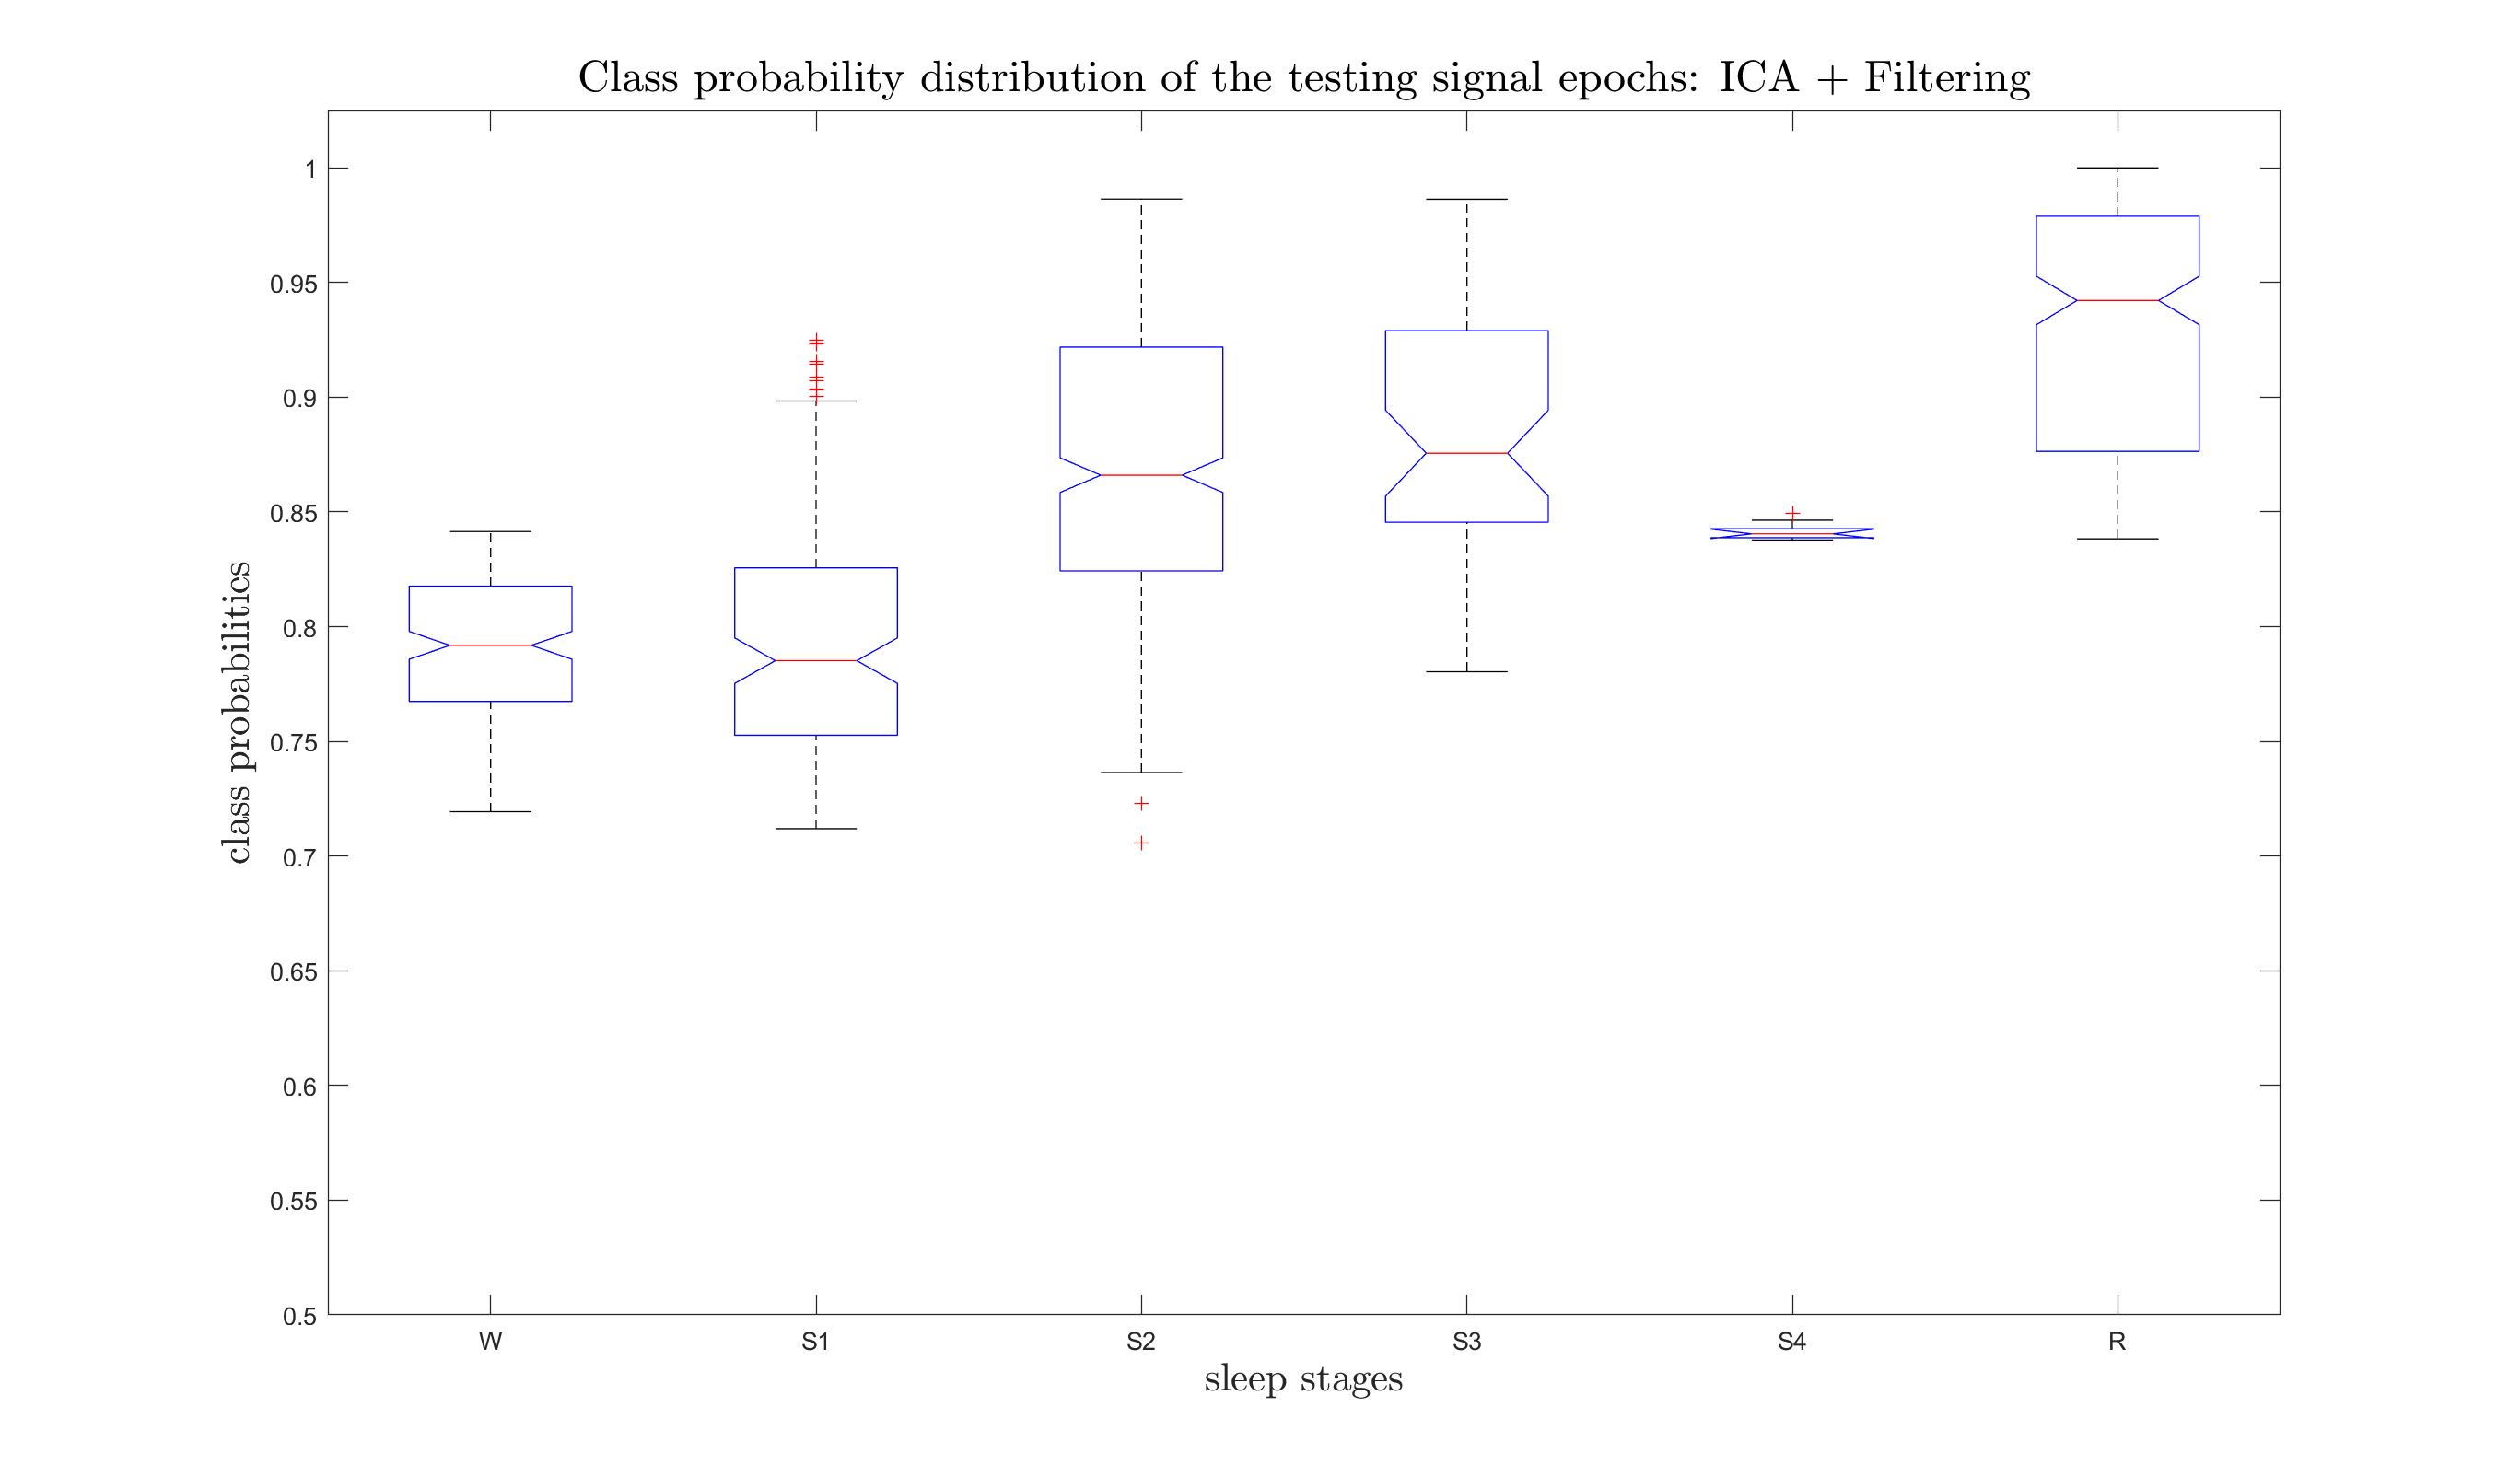 Class probability distribution of the testing signal epochs: ICA + Filtering
1
0.95
0.9
0.85
0.8
0.75
0.7
0.65
0.6
0.55
0.5
class probabilities
W S1 S2 S3 S4 R
sleep stages